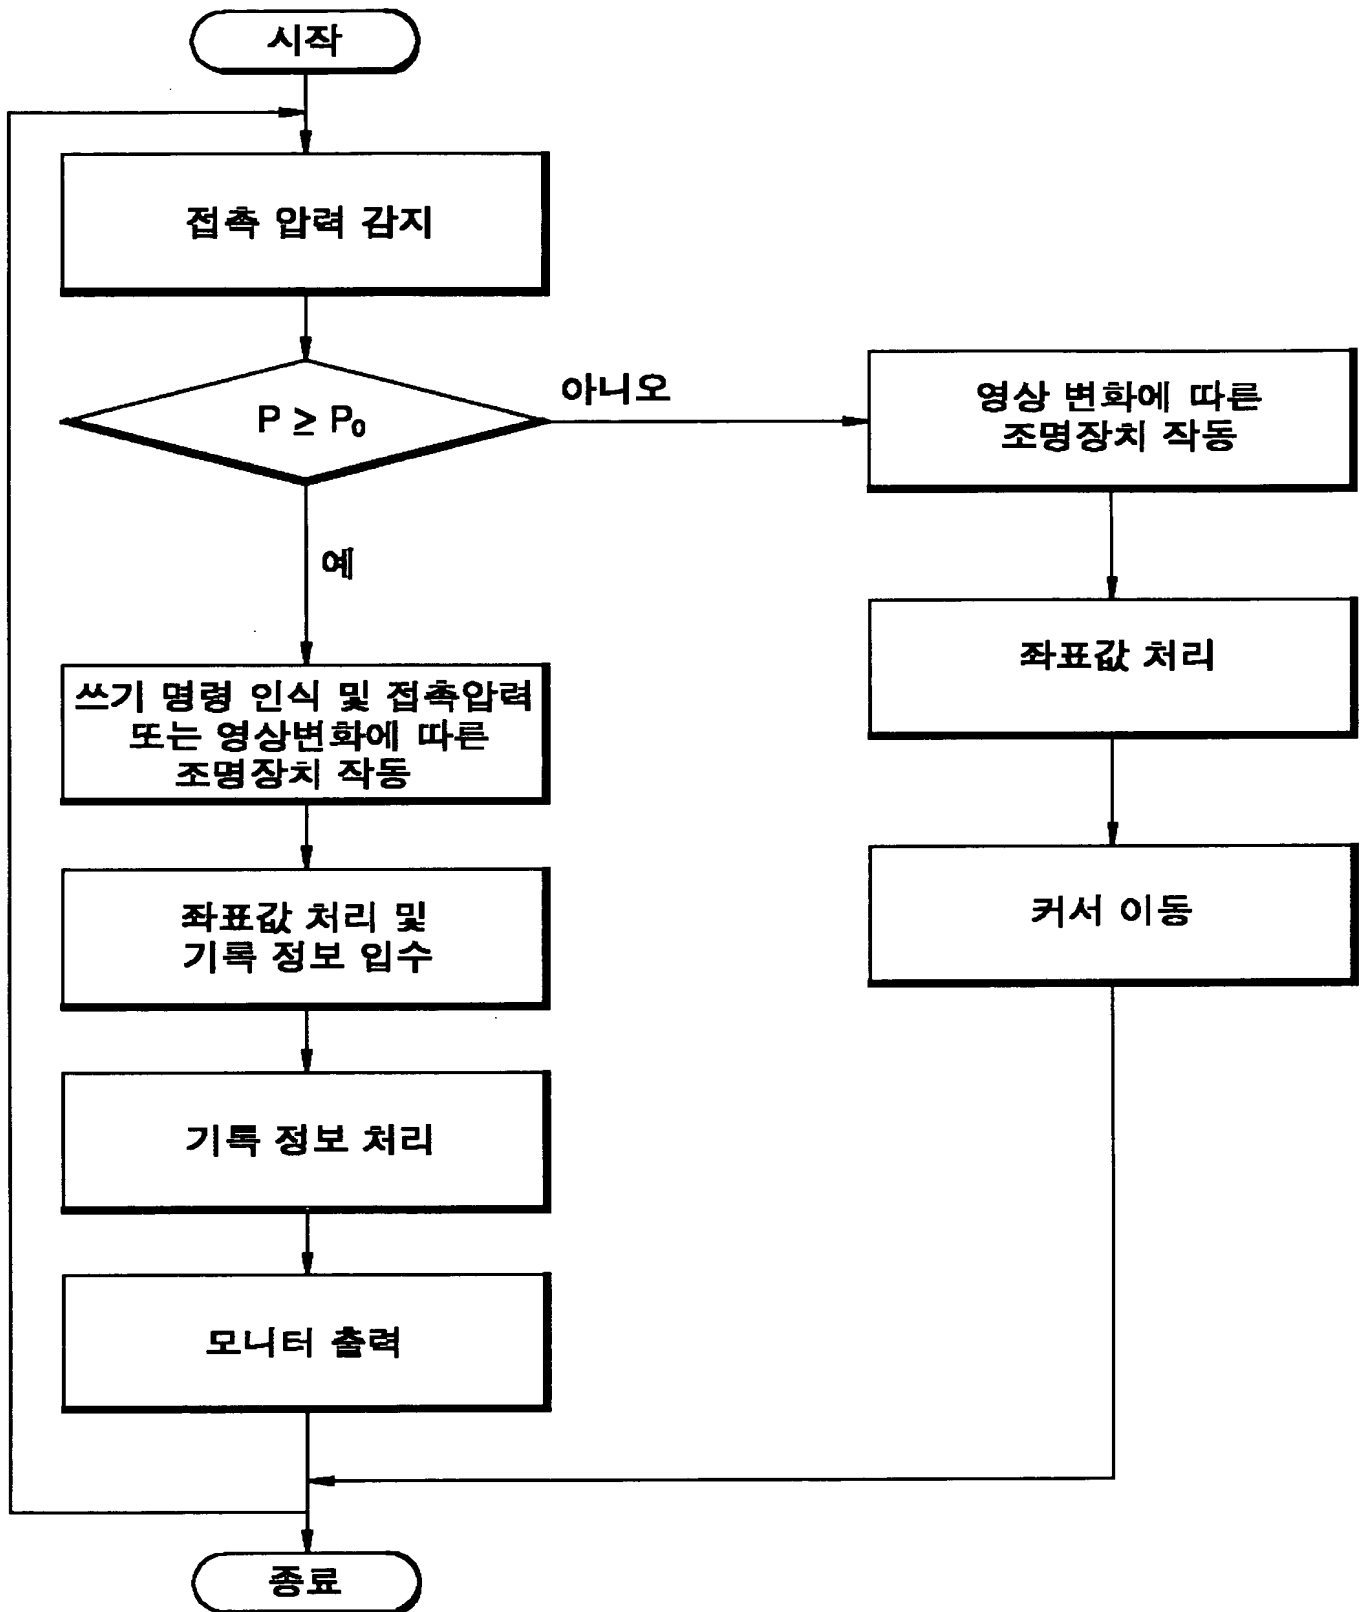 시작
접촉 압력 감지
P ≥ P₀
아니오
예
영상 변화에 따른
조명장치 작동
좌표값 처리
커서 이동
쓰기 명령 인식 및 접촉압력
또는 영상변화에 따른
조명장치 작동
좌표값 처리 및
기록 정보 입수
기록 정보 처리
모니터 출력
종료